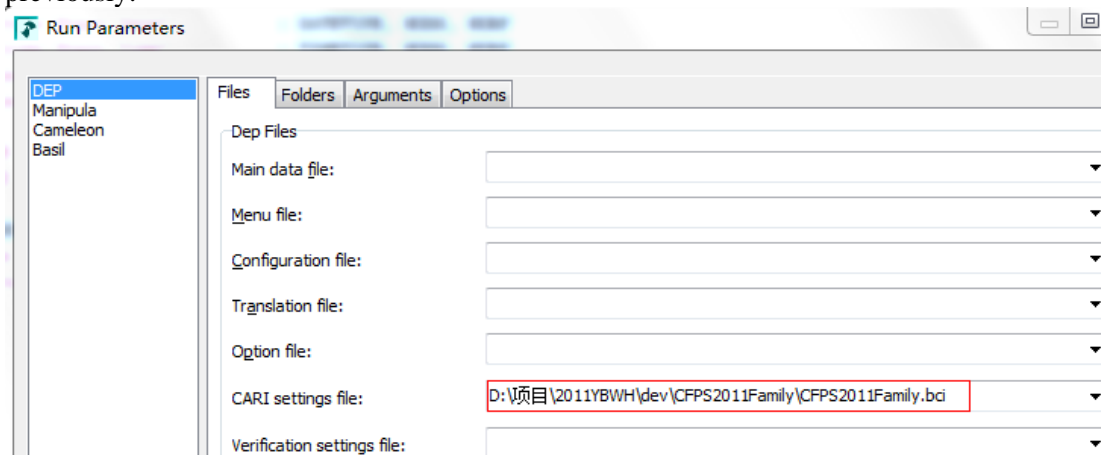 previously.
Run Parameters
DEP
Manipula
Cameleon
Basil
Files Folders Arguments Options
Dep Files
Main data file:
Menu file:
Configuration file:
Translation file:
Option file:
CARI settings file: D:\项目\2011YBWH\dev\CFPS2011Family\CFPS2011Family.bci
Verification settings file: